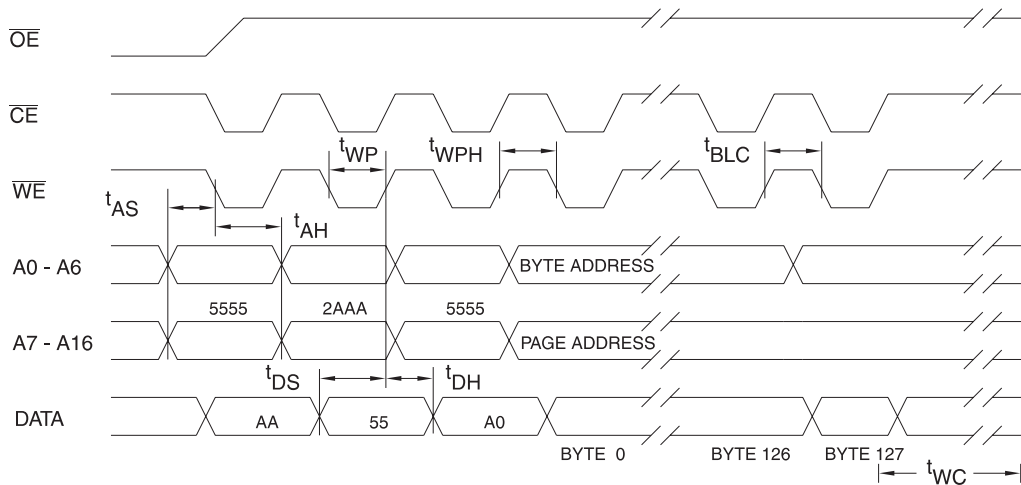 OE
CE
tWP
tWPH
tBLC
WE
tAS
tAH
A0 - A6
BYTE ADDRESS
5555
2AAA
5555
A7 - A16
PAGE ADDRESS
tDS
tDH
DATA
AA
55
A0
BYTE 0
BYTE 126
BYTE 127
tWC